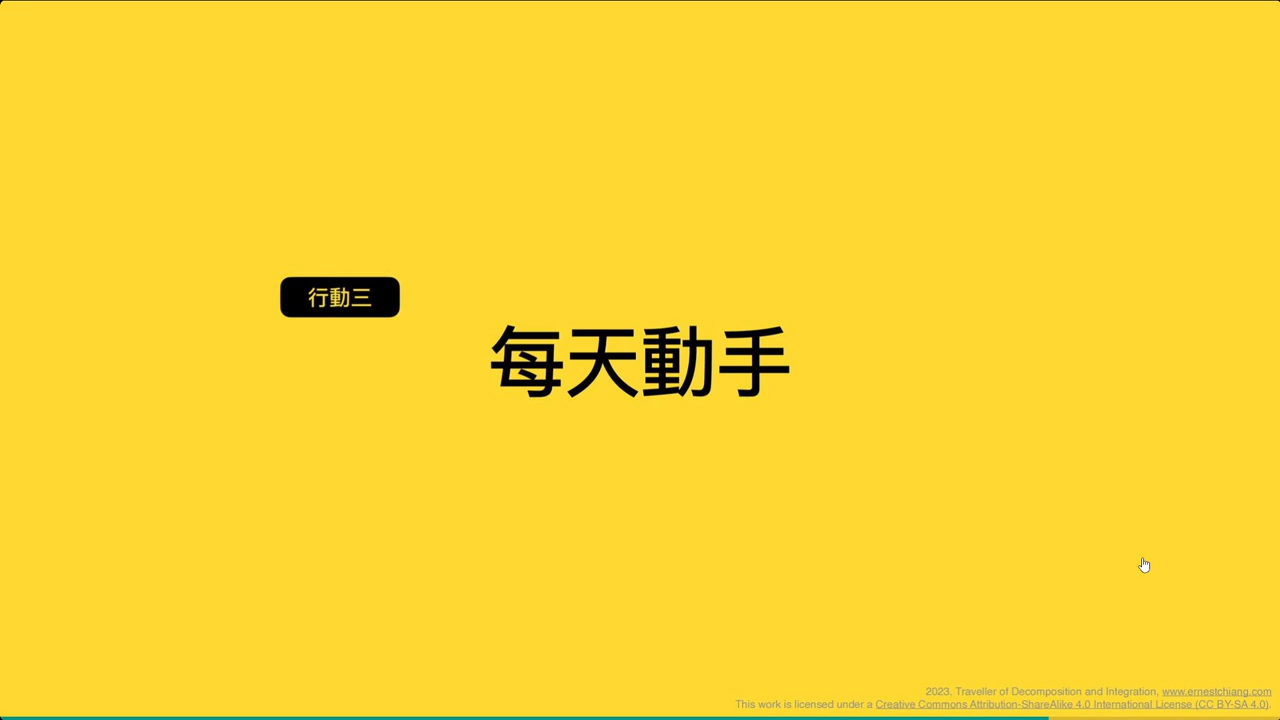 行動三
每天動手
2023, Traveller of Decomposition and Integration, www.ernestchiang.com
This work is licensed under a Creative Commons Attribution-ShareAlike 4.0 International License (CC BY-SA 4.0).